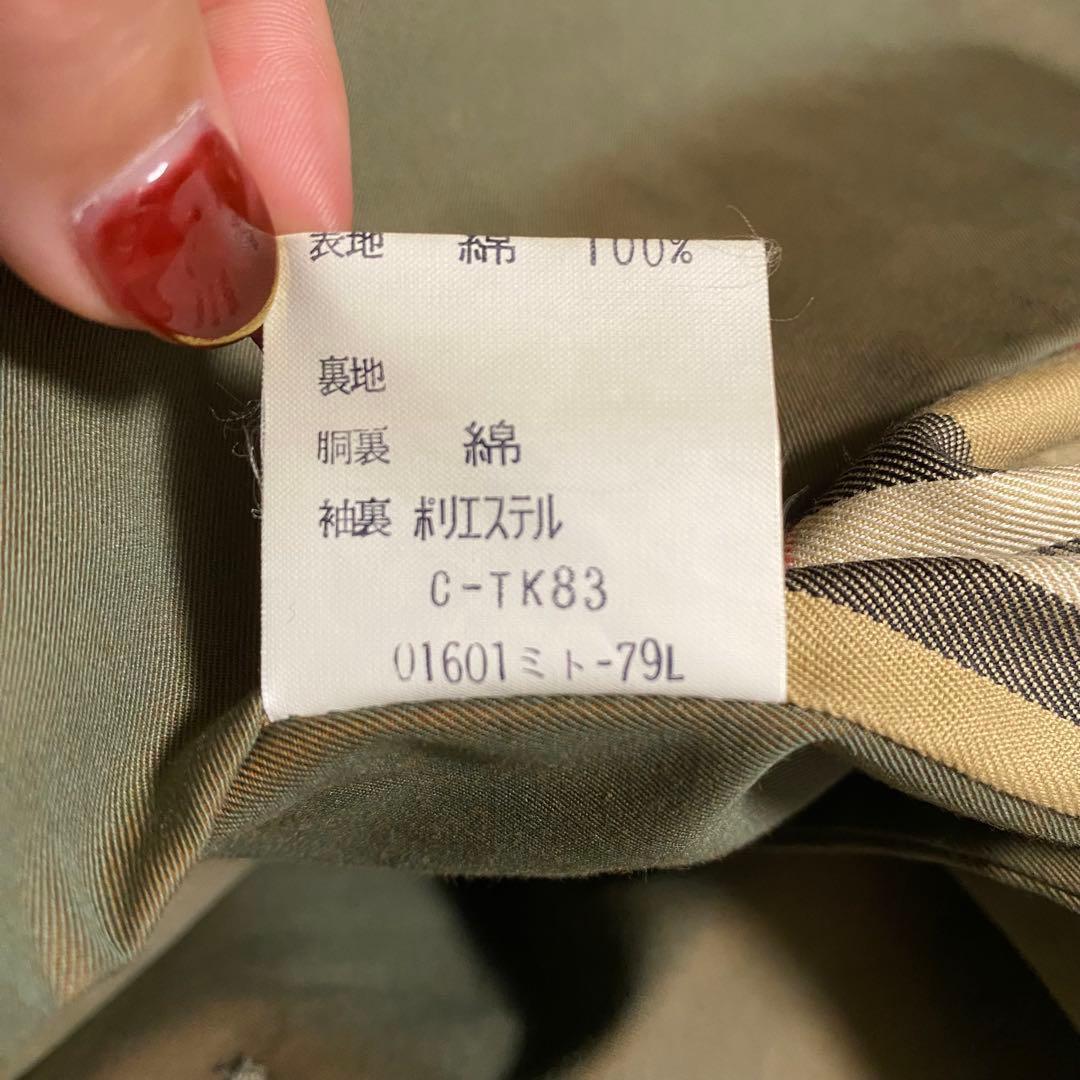 表地 綿 100%
裏地
胴裏 綿
袖裏 ポリエステル
C-TK83
01601ミト-79L